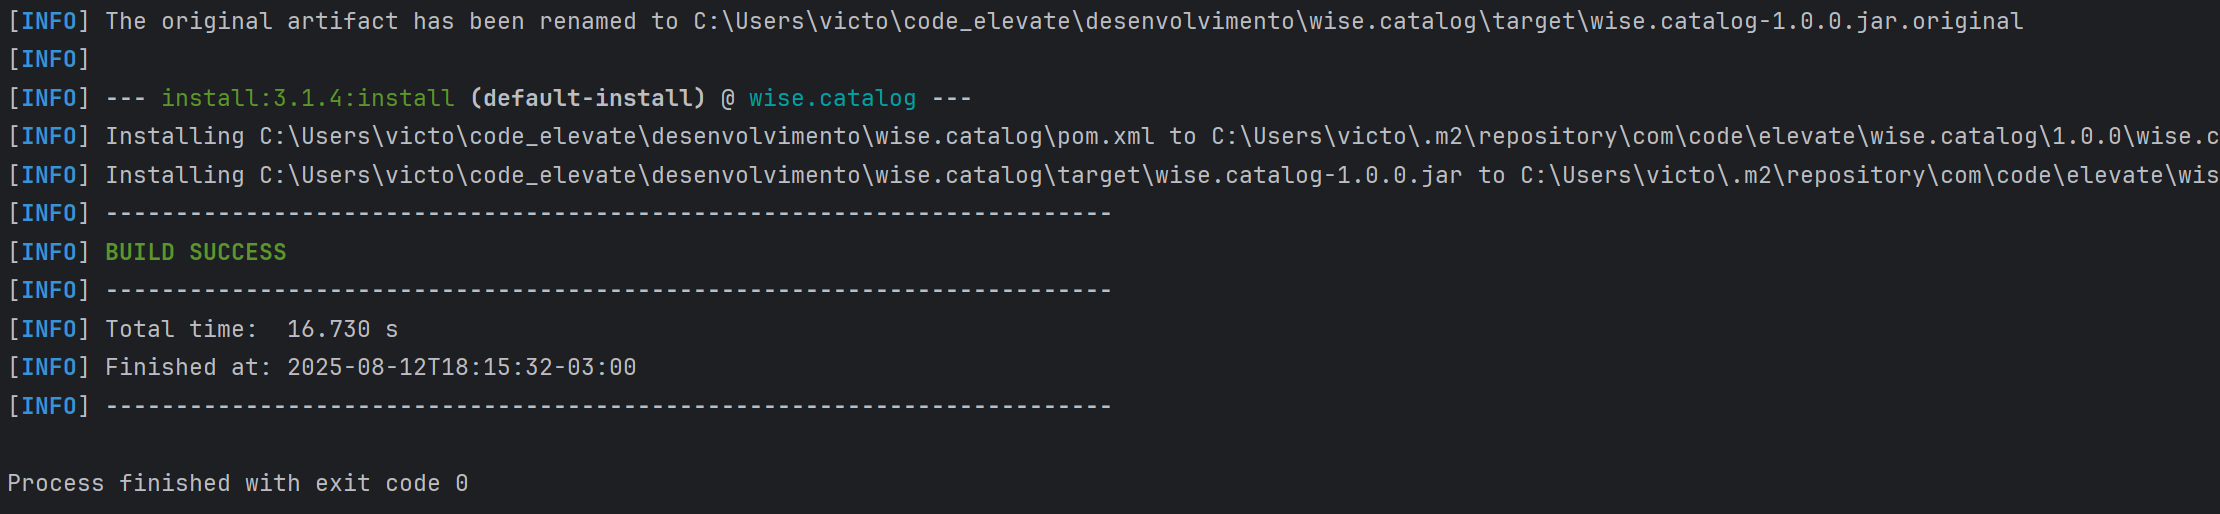 [INFO] The original artifact has been renamed to C:\Users\victo\code_elevate\desenvolvimento\wise.catalog\target\wise.catalog-1.0.0.jar.original
[INFO]
[INFO] --- install:3.1.4:install (default-install) @ wise.catalog ---
[INFO] Installing C:\Users\victo\code_elevate\desenvolvimento\wise.catalog\pom.xml to C:\Users\victo\.m2\repository\com\code\elevate\wise.catalog\1.0.0\wise.c
[INFO] Installing C:\Users\victo\code_elevate\desenvolvimento\wise.catalog\target\wise.catalog-1.0.0.jar to C:\Users\victo\.m2\repository\com\code\elevate\wis
[INFO] ------------------------------------------------------------------------
[INFO] BUILD SUCCESS
[INFO] ------------------------------------------------------------------------
[INFO] Total time:  16.730 s
[INFO] Finished at: 2025-08-12T18:15:32-03:00
[INFO] ------------------------------------------------------------------------
Process finished with exit code 0